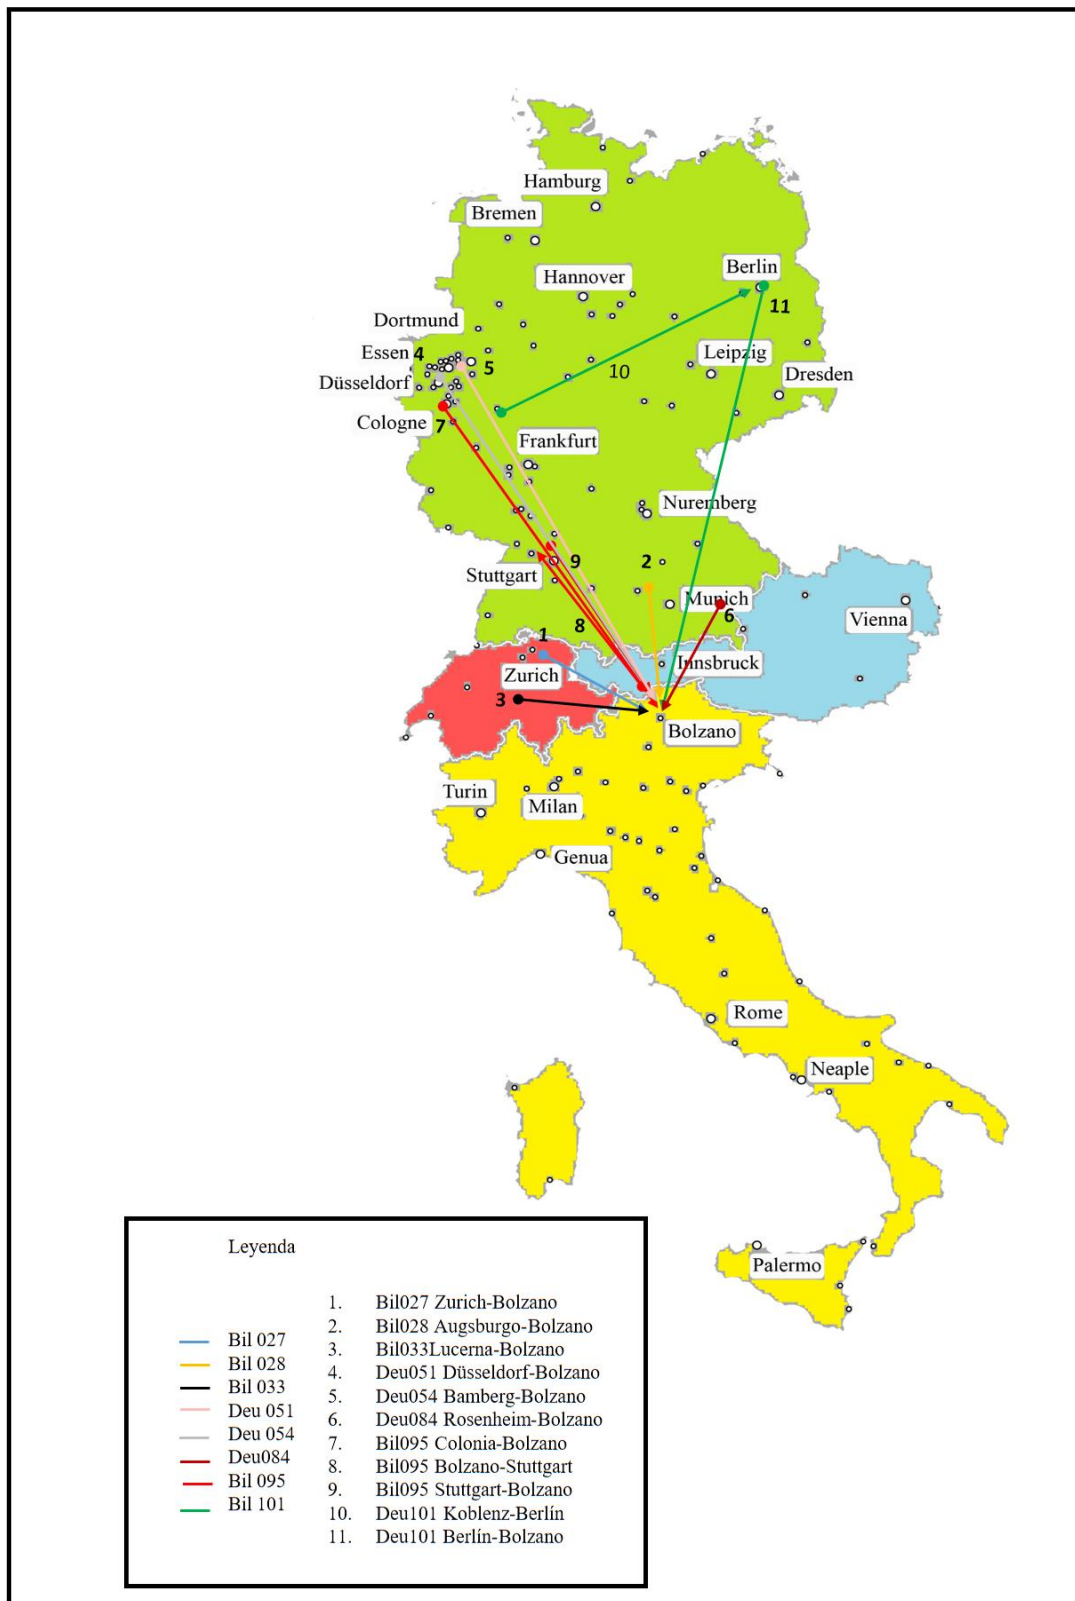 Hamburg
Bremen
Berlin
Hannover
11
Dortmund
Essen 4
5
Leipzig
10
Düsseldorf
Dresden
Cologne
7
Frankfurt
Nuremberg
9
2
Stuttgart
Munich
6
Vienna
8
1
Innsbruck
Zurich
3
Bolzano
Turin
Milan
Genua
Rome
Neaple
Palermo
Leyenda
Bil 027
Bil 028
Bil 033
Deu 051
Deu 054
Deu084
Bil 095
Bil 101
1. Bil027 Zurich-Bolzano
2. Bil028 Augsburgo-Bolzano
3. Bil033Lucerna-Bolzano
4. Deu051 Düsseldorf-Bolzano
5. Deu054 Bamberg-Bolzano
6. Deu084 Rosenheim-Bolzano
7. Bil095 Colonia-Bolzano
8. Bil095 Bolzano-Stuttgart
9. Bil095 Stuttgart-Bolzano
10. Deu101 Koblenz-Berlín
11. Deu101 Berlín-Bolzano